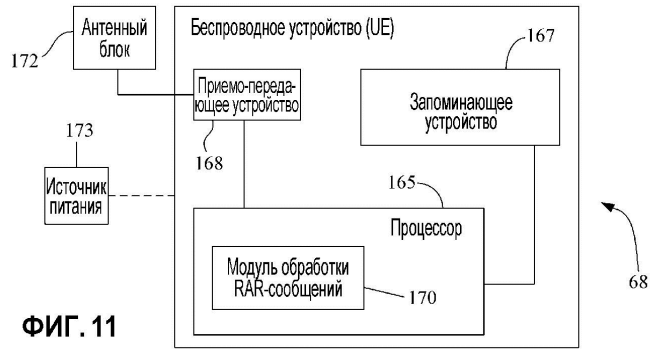 Антенный
блок
172
Беспроводное устройство (UE)
167
Приемо-переда-
ющее устройство
168
Запоминающее
устройство
173
Источник
питания
165
Процессор
Модуль обработки
RAR-сообщений
170
68
ФИГ. 11